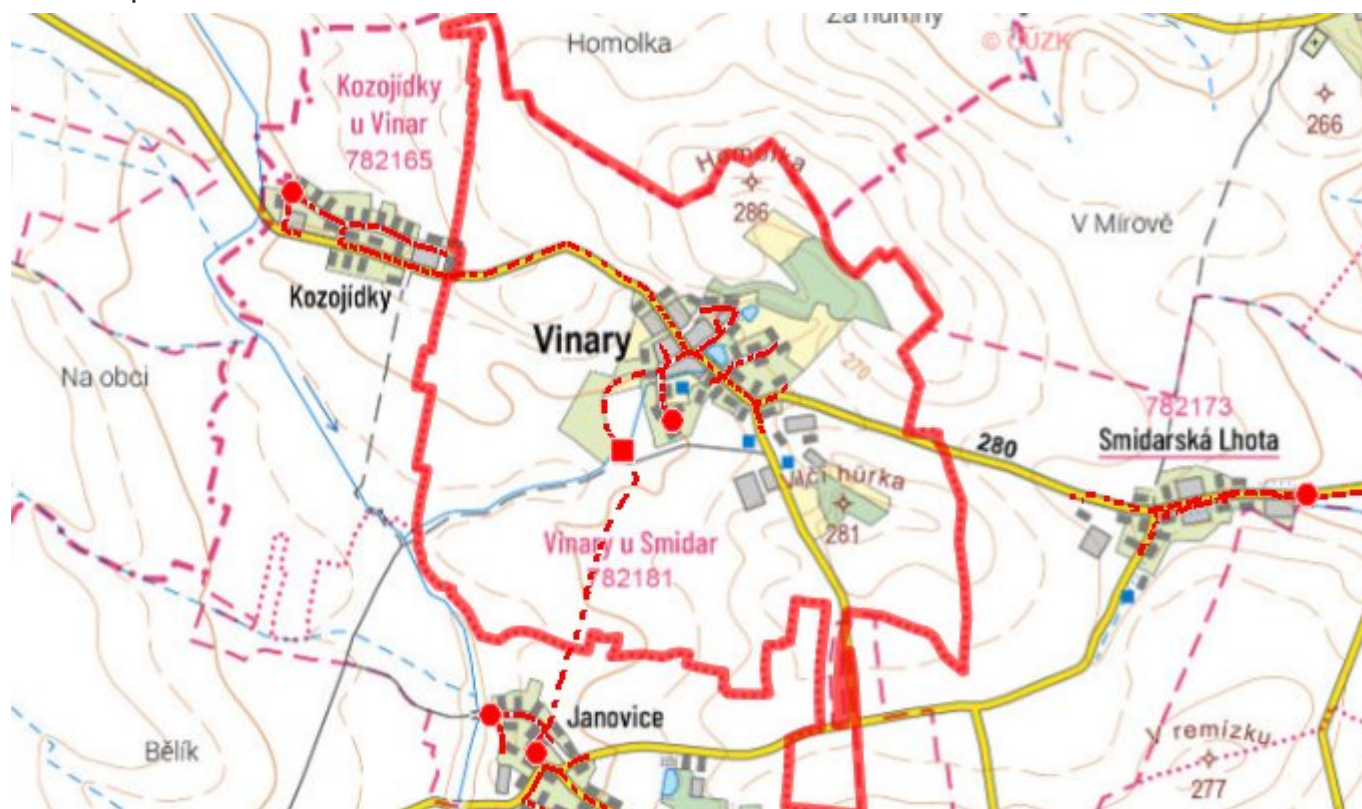 Homolka
Za humny
© ČÚZK
Kozojídky
u Vinar
782165
Homolka
286
266
V Mírově
Kozojídky
Vinary
Na obci
270
782173
Smidarská Lhota
280
281
Vinary u Smidar
782181
Janovice
Bělík
V remízku
277